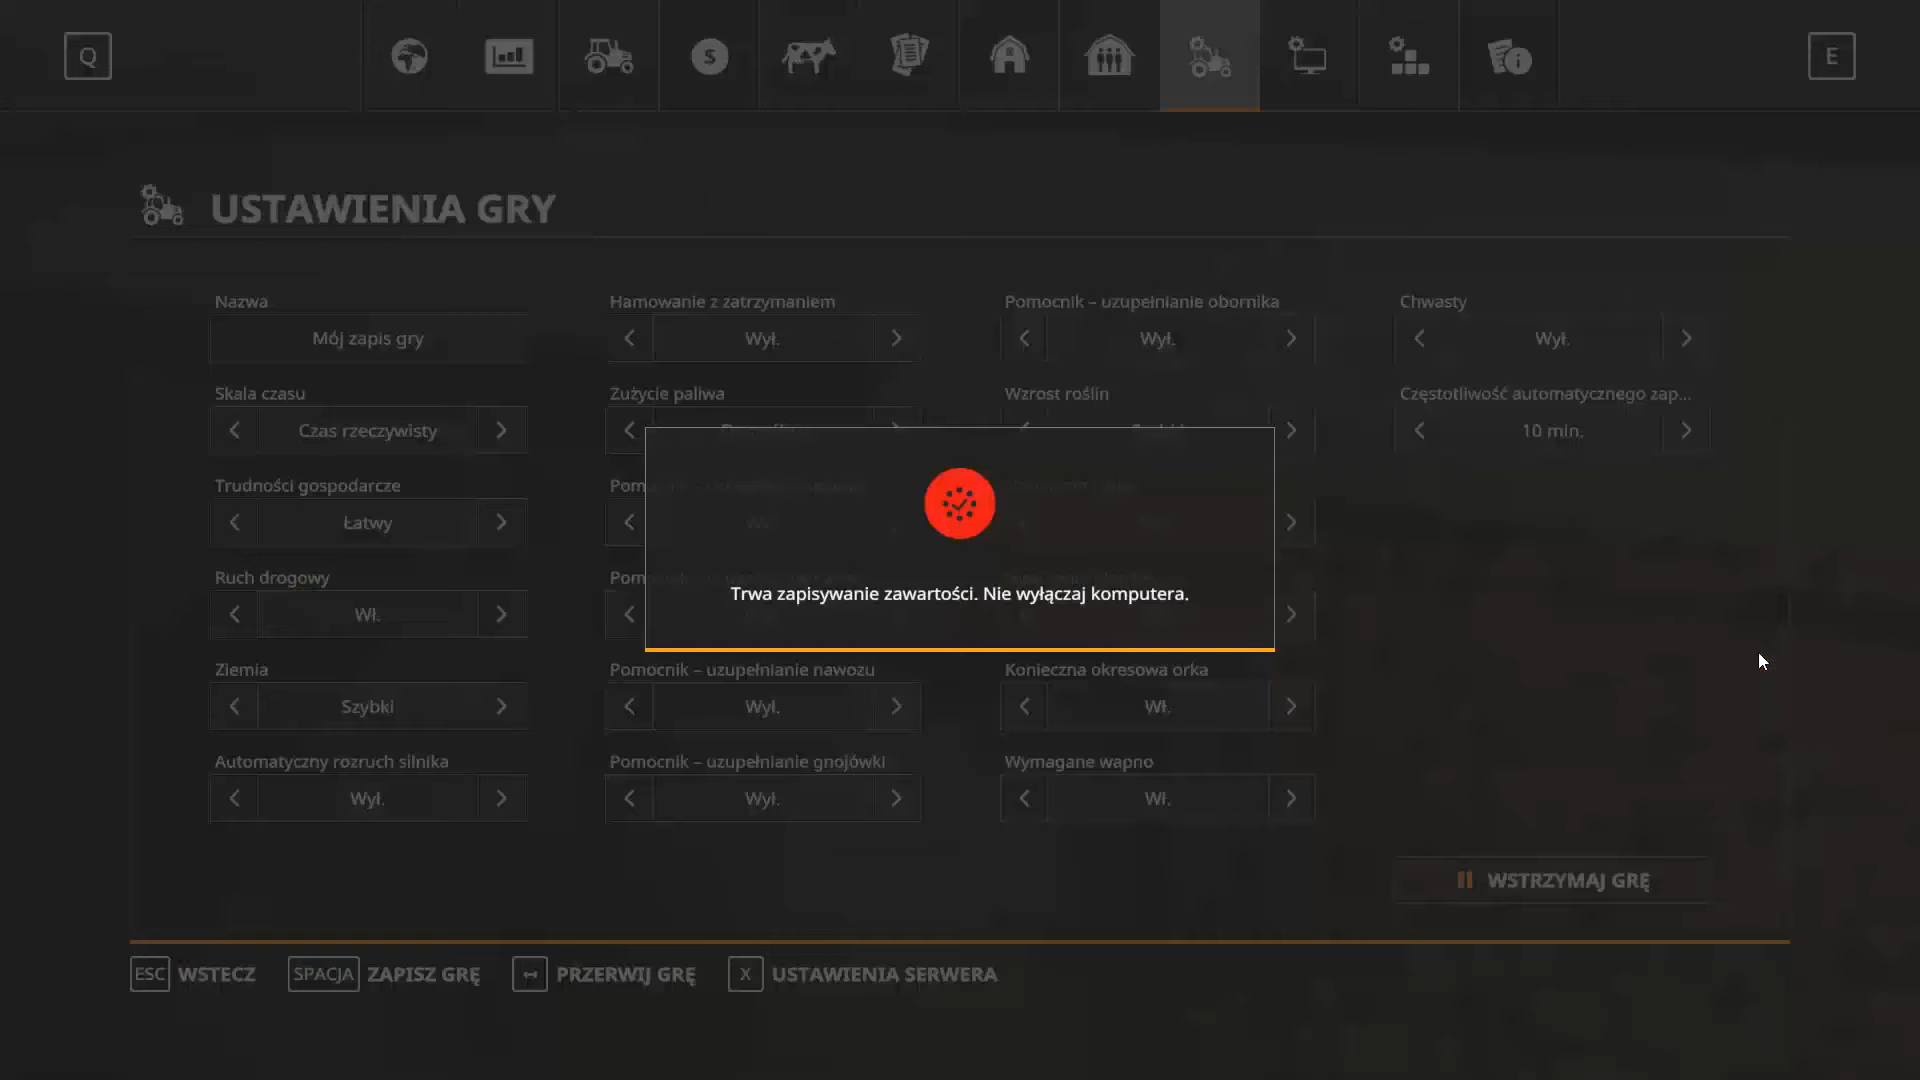 Q
E
USTAWIENIA GRY
Nazwa
Hamowanie z zatrzymaniem
Pomocnik – uzupełnianie obornika
Chwasty
Mój zapis gry
Wył.
Wył.
Wył.
Skala czasu
Zużycie paliwa
Wzrost roślin
Częstotliwość automatycznego zap...
Czas rzeczywisty
10 min.
Trudności gospodarcze
Łatwy
Ruch drogowy
Wł.
Trwa zapisywanie zawartości. Nie wyłączaj komputera.
Ziemia
Pomocnik – uzupełnianie nawozu
Konieczna okresowa orka
Szybki
Wył.
Wł.
Automatyczny rozruch silnika
Pomocnik – uzupełnianie gnojówki
Wymagane wapno
Wył.
Wył.
Wł.
WSTRZYMAJ GRĘ
ESC WSTECZ SPACJA ZAPISZ GRĘ PRZERWIJ GRĘ X USTAWIENIA SERWERA